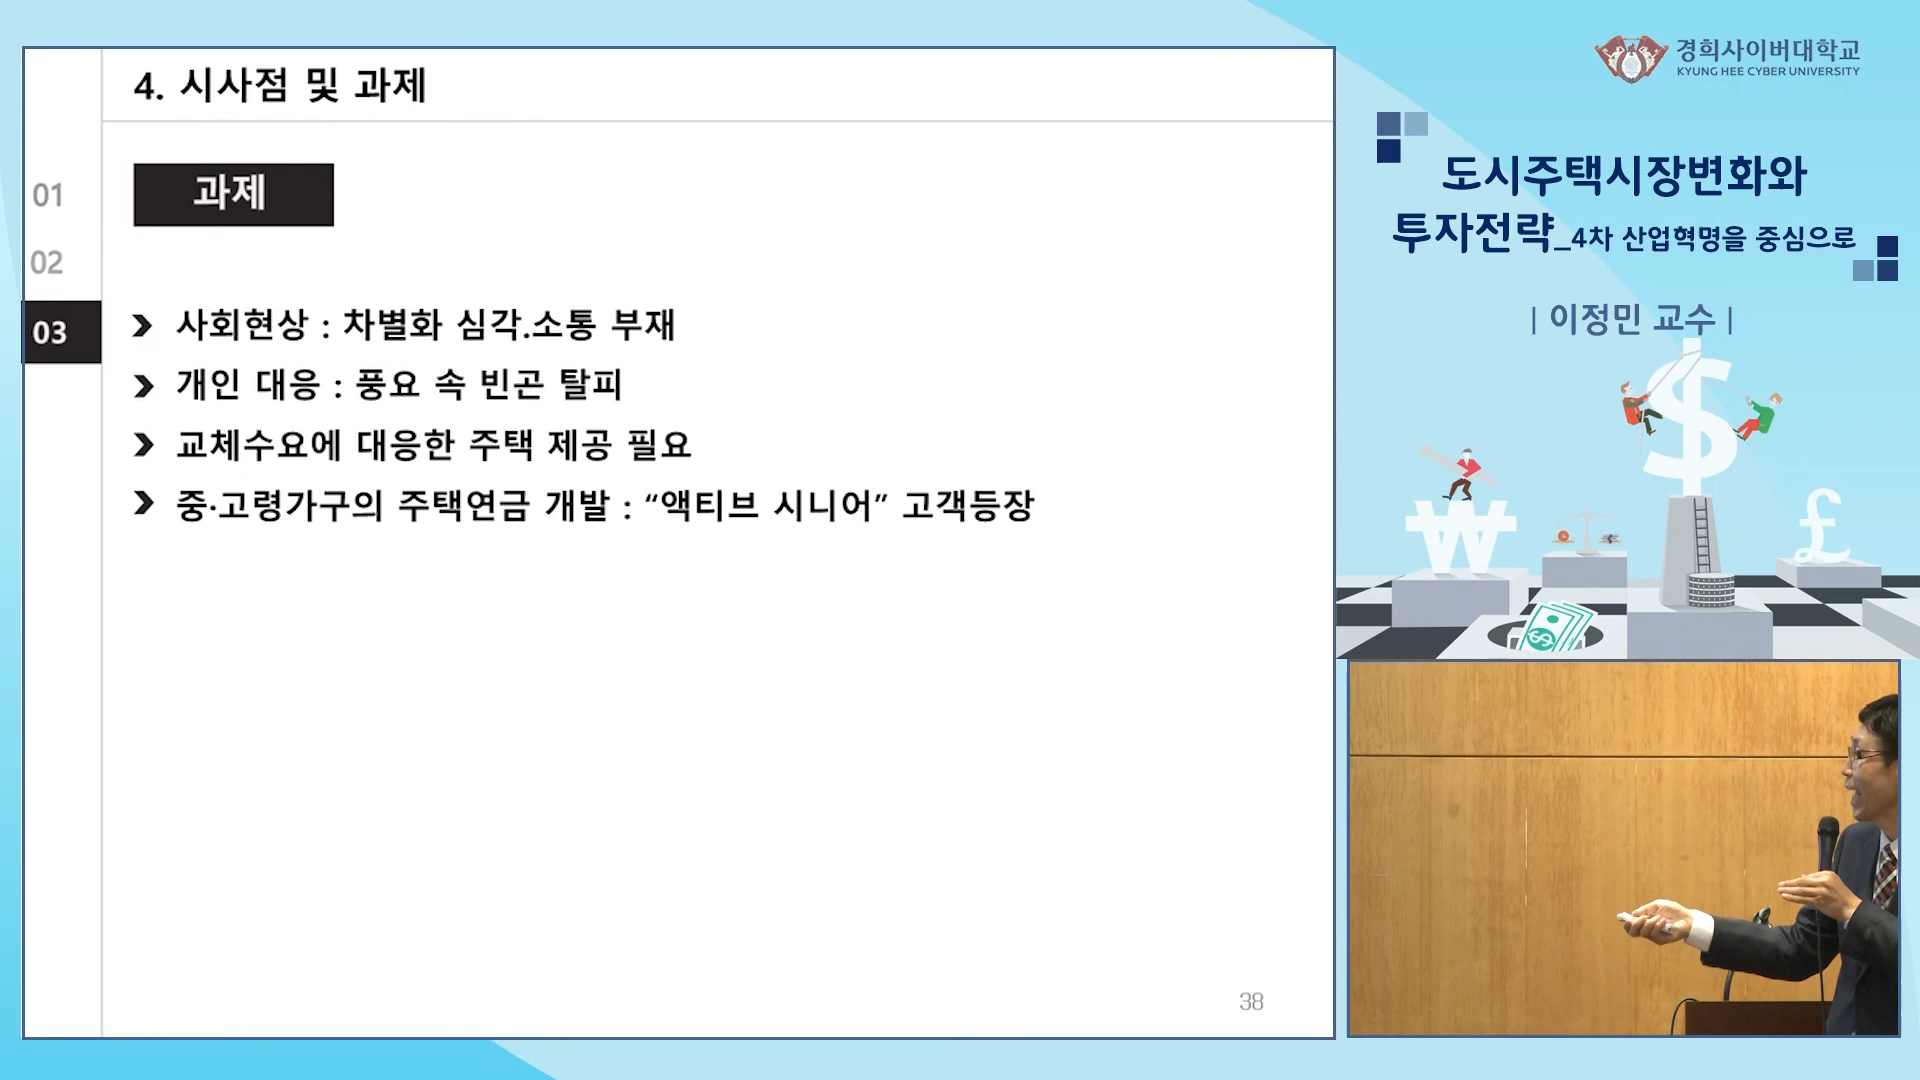 4. 시사점 및 과제
01
02
03
과제
사회현상 : 차별화 심각.소통 부재
개인 대응 : 풍요 속 빈곤 탈피
교체수요에 대응한 주택 제공 필요
중·고령가구의 주택연금 개발 : “액티브 시니어” 고객등장
38
경희사이버대학교
KYUNG HEE CYBER UNIVERSITY
도시주택시장변화와
투자전략_4차 산업혁명을 중심으로
| 이정민 교수 |